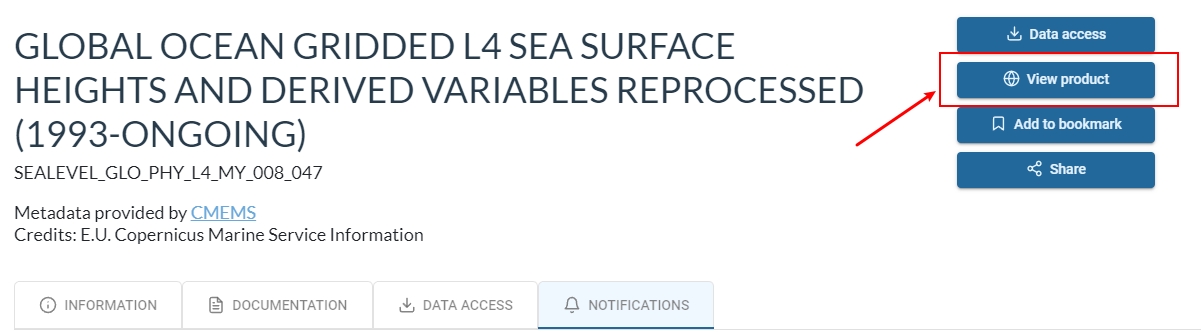 GLOBAL OCEAN GRIDDED L4 SEA SURFACE
HEIGHTS AND DERIVED VARIABLES REPROCESSED
(1993-ONGOING)
SEALEVEL_GLO_PHY_L4_MY_008_047
Metadata provided by CMEMS
Credits: E.U. Copernicus Marine Service Information
Data access
View product
Add to bookmark
Share
INFORMATION
DOCUMENTATION
DATA ACCESS
NOTIFICATIONS